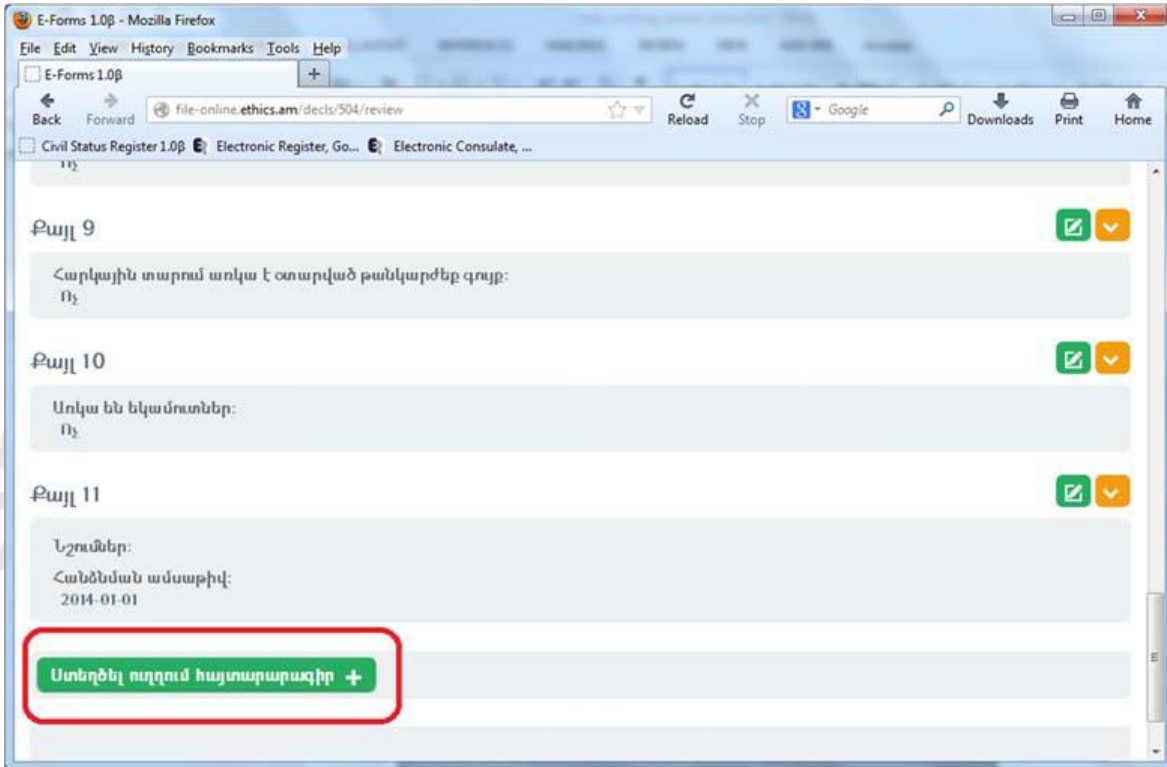 E-Forms 1.0β - Mozilla Firefox
File Edit View History Bookmarks Tools Help
E-Forms 1.0β +
Back Forward file-online.ethics.am/decls/504/review Reload Stop Google Downloads Print Home
Civil Status Register 1.0β Electronic Register, Go... Electronic Consulate, ...
Ոչ
Քայլ 9
Հարկային տարում առկա է օտարված թանկարժեք գույք:
Ոչ
Քայլ 10
Առկա են եկամուտներ:
Ոչ
Քայլ 11
Նշումներ:
Հանձնման ամսաթիվ:
2014-01-01
Ստեղծել ուղղում հայտարարագիր +